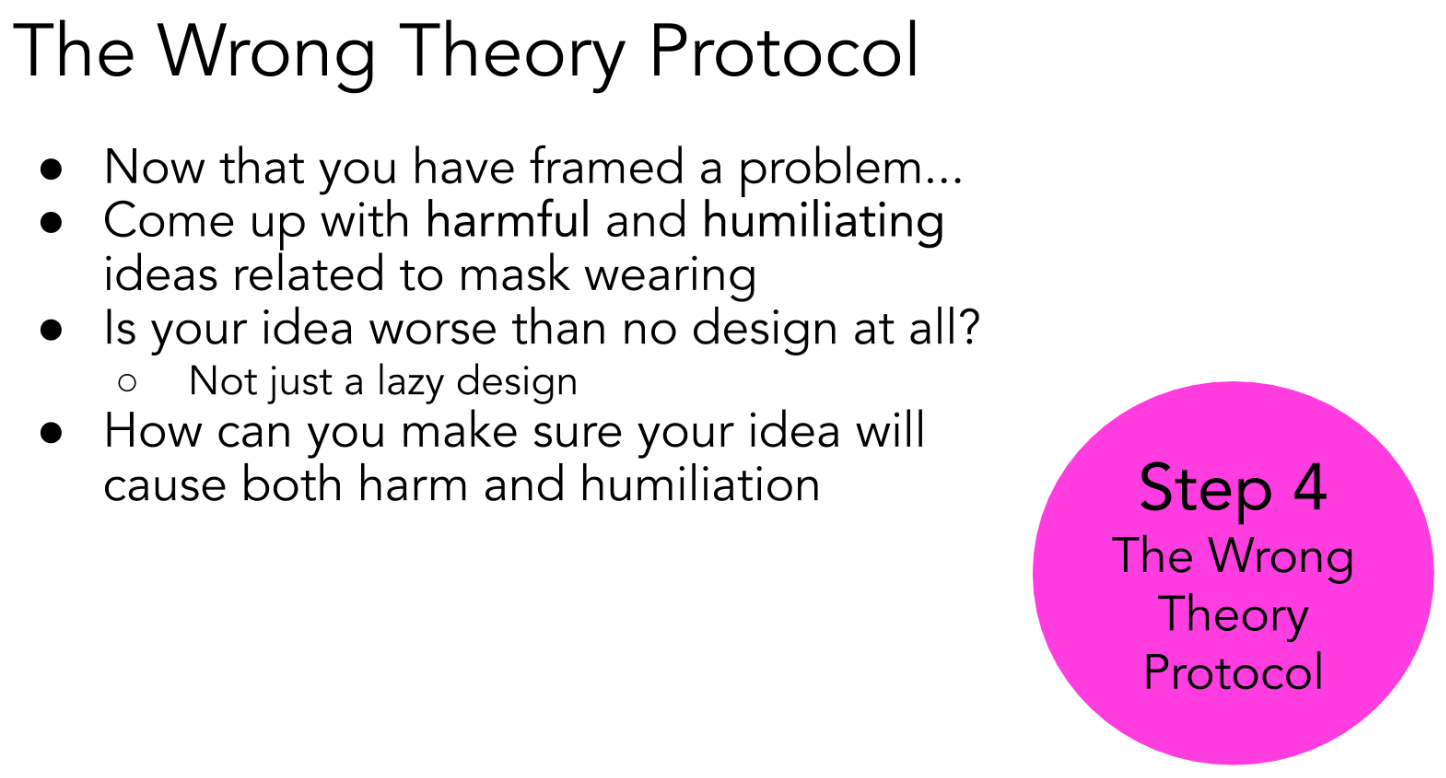 The Wrong Theory Protocol
● Now that you have framed a problem...
● Come up with harmful and humiliating
ideas related to mask wearing
● Is your idea worse than no design at all?
○ Not just a lazy design
● How can you make sure your idea will
cause both harm and humiliation
Step 4
The Wrong
Theory
Protocol